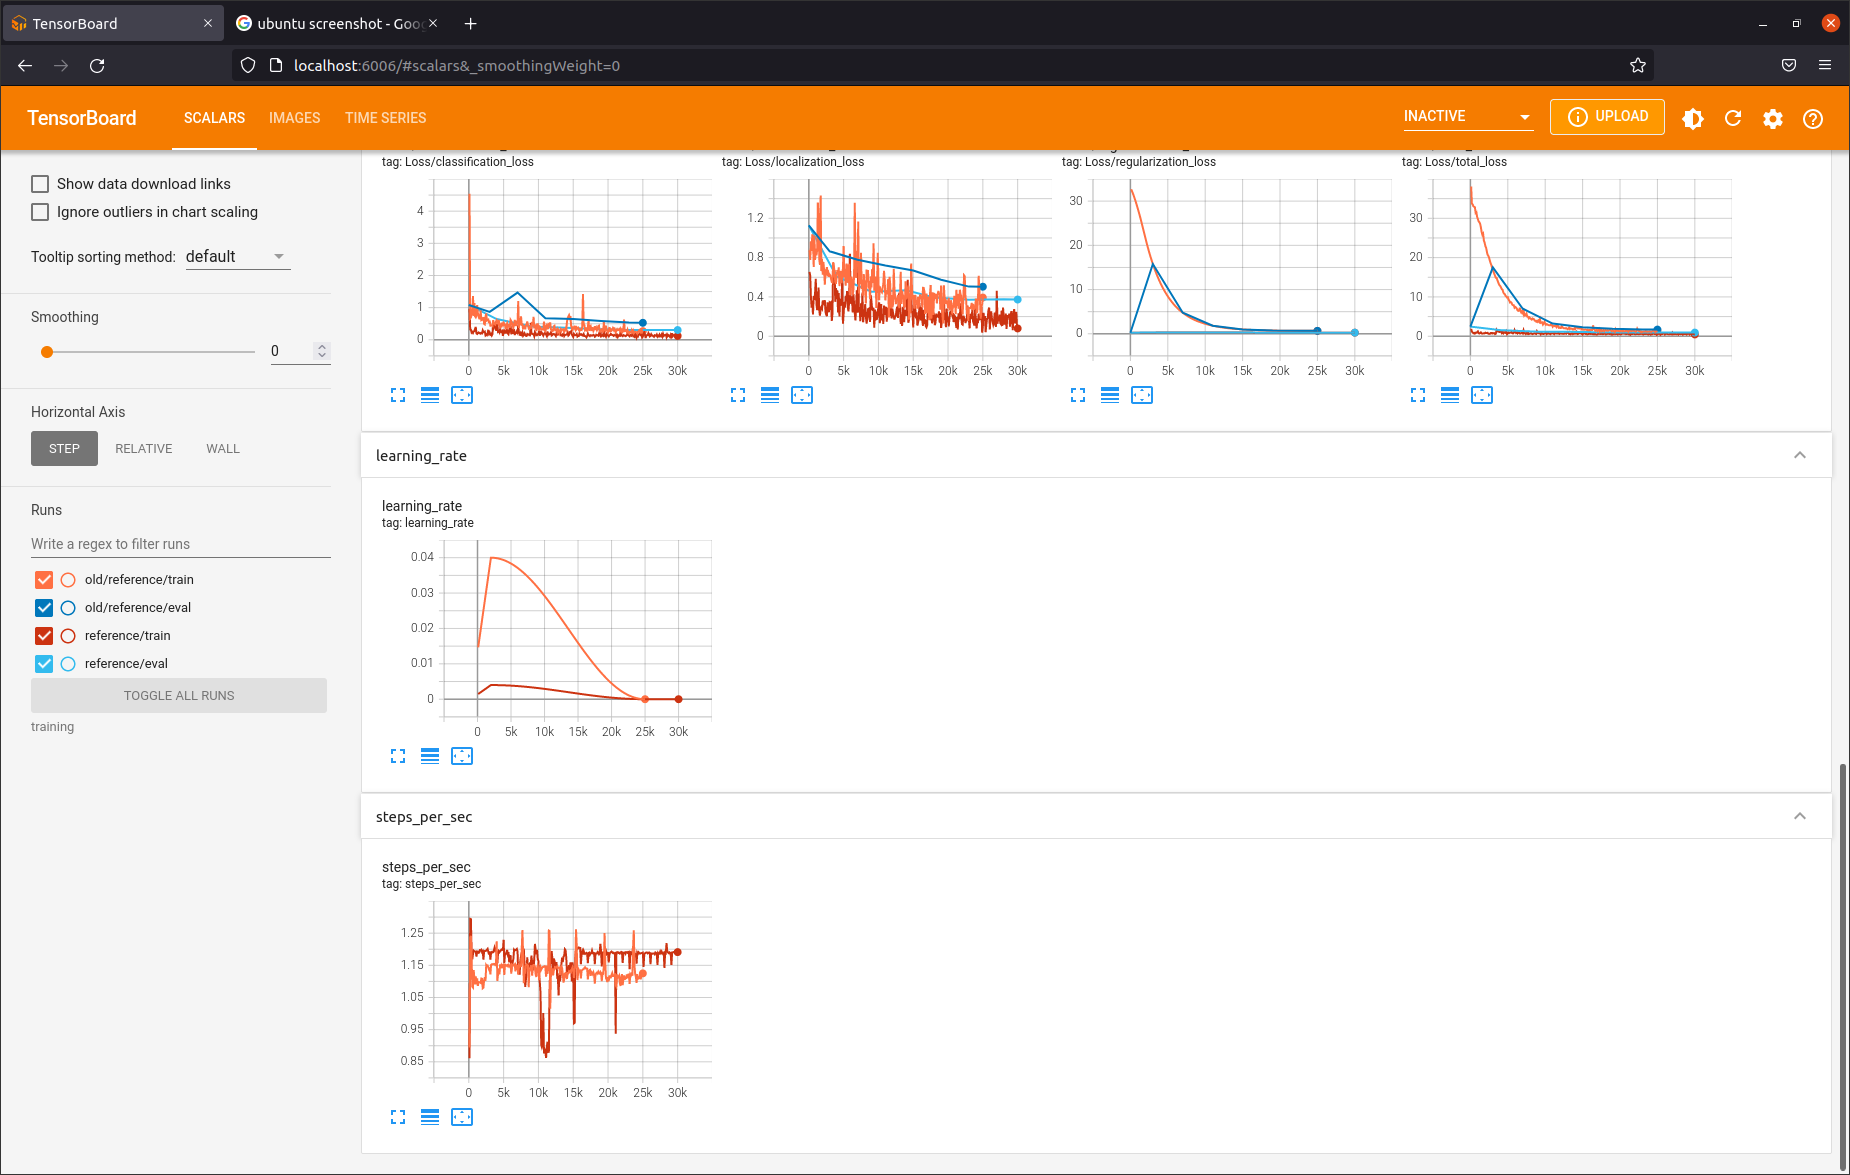 TensorBoard
ubuntu screenshot - Goo
localhost:6006/#scalars&_smoothingWeight=0
TensorBoard
SCALARS
IMAGES
TIME SERIES
INACTIVE
UPLOAD
Show data download links
Ignore outliers in chart scaling
Tooltip sorting method: default
Smoothing
0
Horizontal Axis
STEP RELATIVE WALL
Runs
Write a regex to filter runs
old/reference/train
old/reference/eval
reference/train
reference/eval
TOGGLE ALL RUNS
training
tag: Loss/classification_loss
4
3
2
1
0
0 5k 10k 15k 20k 25k 30k
tag: Loss/localization_loss
1.2
0.8
0.4
0
0 5k 10k 15k 20k 25k 30k
tag: Loss/regularization_loss
30
20
10
0
0 5k 10k 15k 20k 25k 30k
tag: Loss/total_loss
30
20
10
0
0 5k 10k 15k 20k 25k 30k
learning_rate
learning_rate
tag: learning_rate
0.04
0.03
0.02
0.01
0
0 5k 10k 15k 20k 25k 30k
steps_per_sec
steps_per_sec
tag: steps_per_sec
1.25
1.15
1.05
0.95
0.85
0 5k 10k 15k 20k 25k 30k